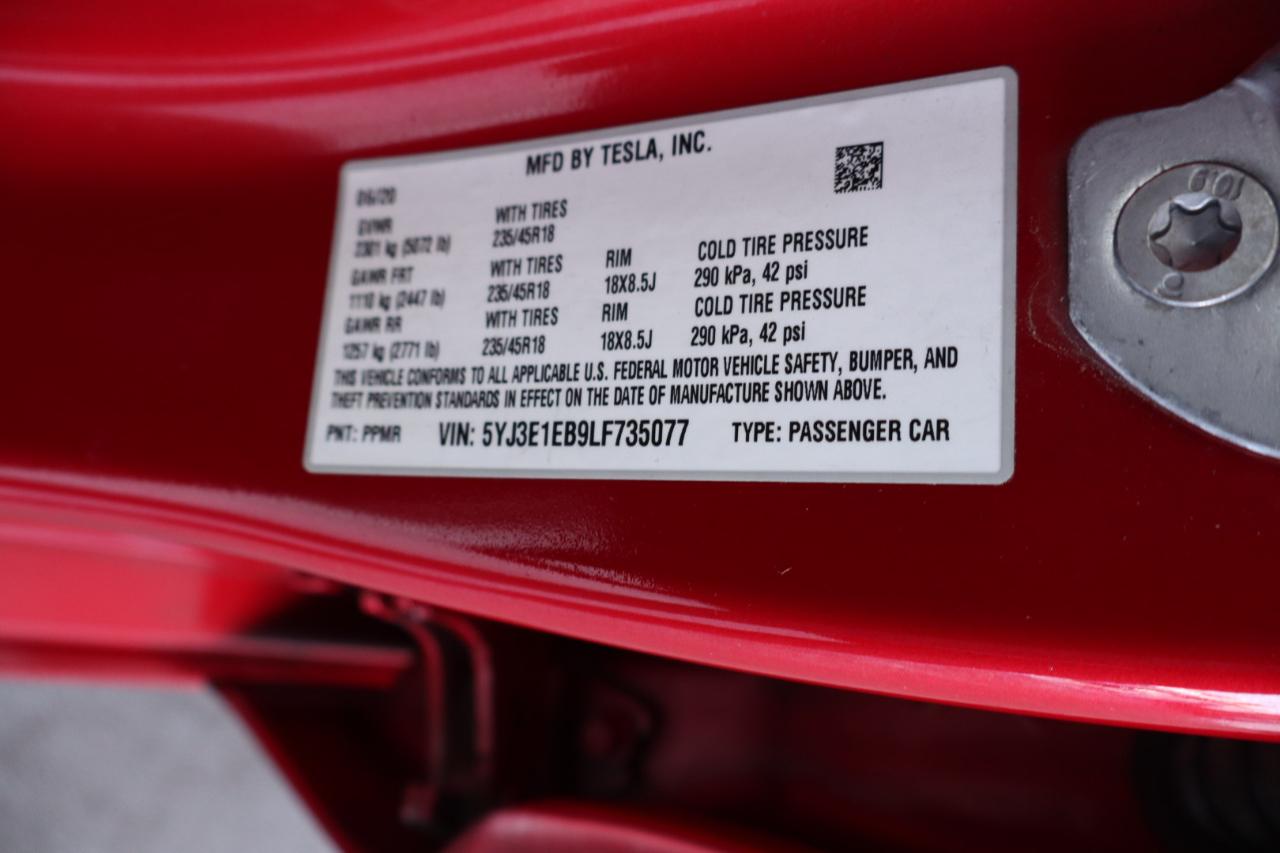 MFD BY TESLA, INC.
06/20
GVWR WITH TIRES
2301 kg (5072 lb) 235/45R18
GAWR FRT WITH TIRES RIM COLD TIRE PRESSURE
1110 kg (2447 lb) 235/45R18 18X8.5J 290 kPa, 42 psi
GAWR RR WITH TIRES RIM COLD TIRE PRESSURE
1257 kg (2771 lb) 235/45R18 18X8.5J 290 kPa, 42 psi
THIS VEHICLE CONFORMS TO ALL APPLICABLE U.S. FEDERAL MOTOR VEHICLE SAFETY, BUMPER, AND
THEFT PREVENTION STANDARDS IN EFFECT ON THE DATE OF MANUFACTURE SHOWN ABOVE.
PNT: PPMR VIN: 5YJ3E1EB9LF735077 TYPE: PASSENGER CAR